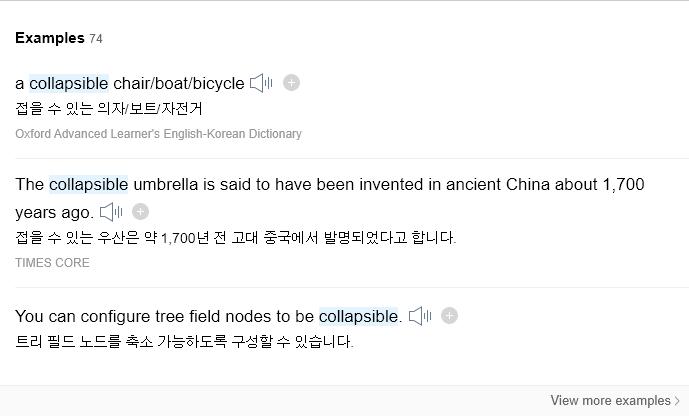 Examples 74
a collapsible chair/boat/bicycle
접을 수 있는 의자/보트/자전거
Oxford Advanced Learner's English-Korean Dictionary
The collapsible umbrella is said to have been invented in ancient China about 1,700
years ago.
접을 수 있는 우산은 약 1,700년 전 고대 중국에서 발명되었다고 합니다.
TIMES CORE
You can configure tree field nodes to be collapsible.
트리 필드 노드를 축소 가능하도록 구성할 수 있습니다.
View more examples